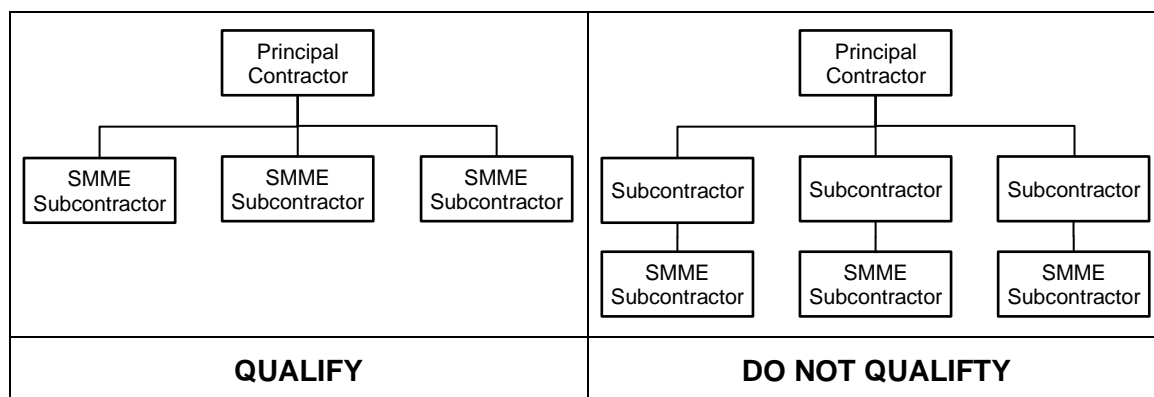 Principal
Contractor
SMME
Subcontractor
SMME
Subcontractor
SMME
Subcontractor
QUALIFY
Principal
Contractor
Subcontractor
Subcontractor
Subcontractor
SMME
Subcontractor
SMME
Subcontractor
SMME
Subcontractor
DO NOT QUALIFTY